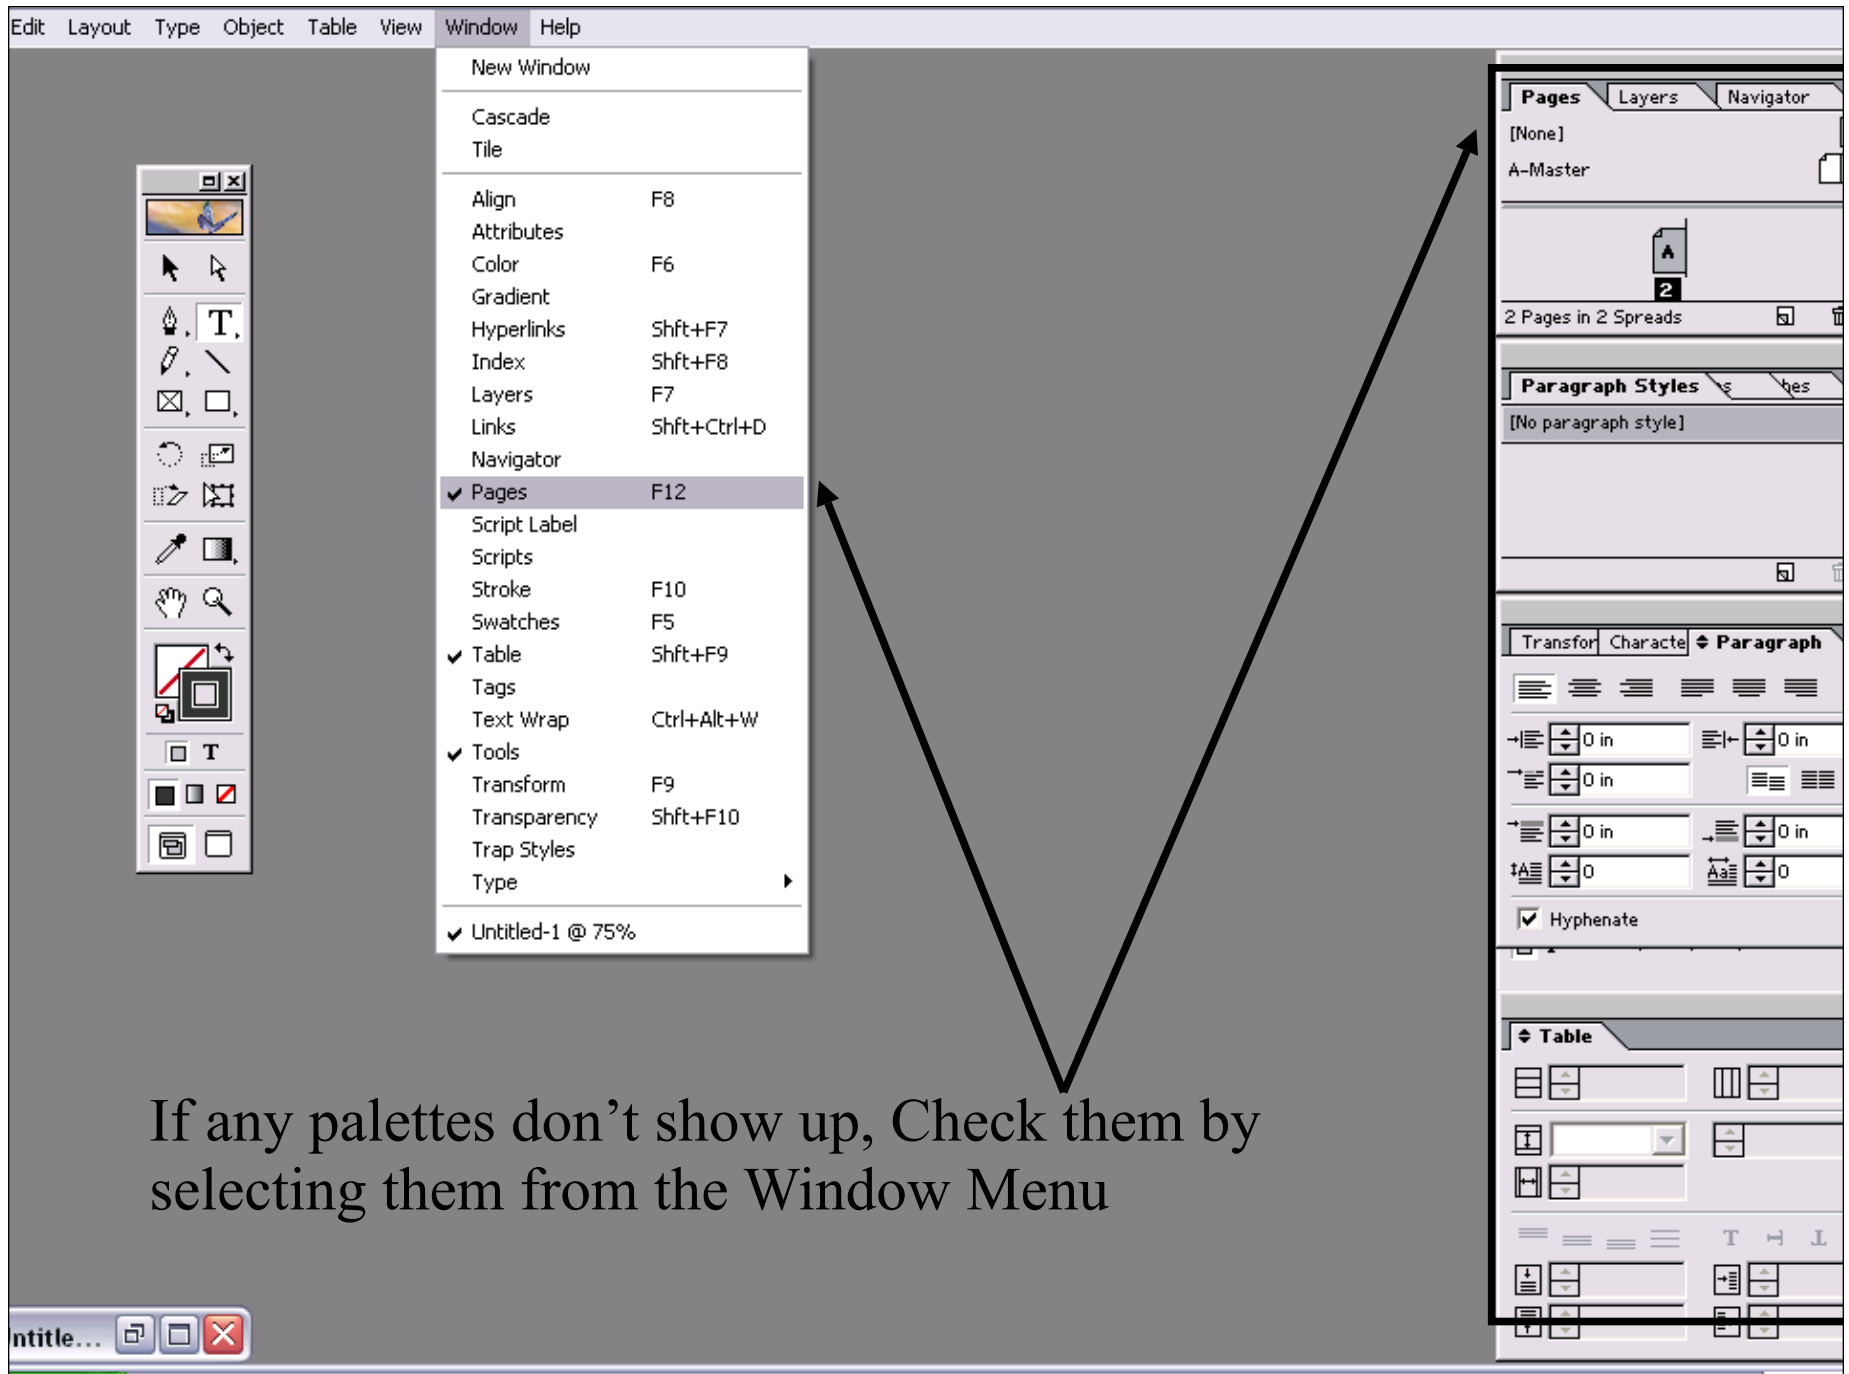 Edit Layout Type Object Table View Window Help
New Window
Cascade
Tile
Align F8
Attributes
Color F6
Gradient
Hyperlinks Shft+F7
Index Shft+F8
Layers F7
Links Shft+Ctrl+D
Navigator
Pages F12
Script Label
Scripts
Stroke F10
Swatches F5
Table Shft+F9
Tags
Text Wrap Ctrl+Alt+W
Tools
Transform F9
Transparency Shft+F10
Trap Styles
Type
Untitled-1 @ 75%
T
T
Pages Layers Navigator
[None]
A-Master
A
2
2 Pages in 2 Spreads
Paragraph Styles
[No paragraph style]
Transfor Characte Paragraph
0 in 0 in
0 in
0 in 0 in
0 0
Hyphenate
Table
If any palettes don’t show up, Check them by
selecting them from the Window Menu
ntitle...